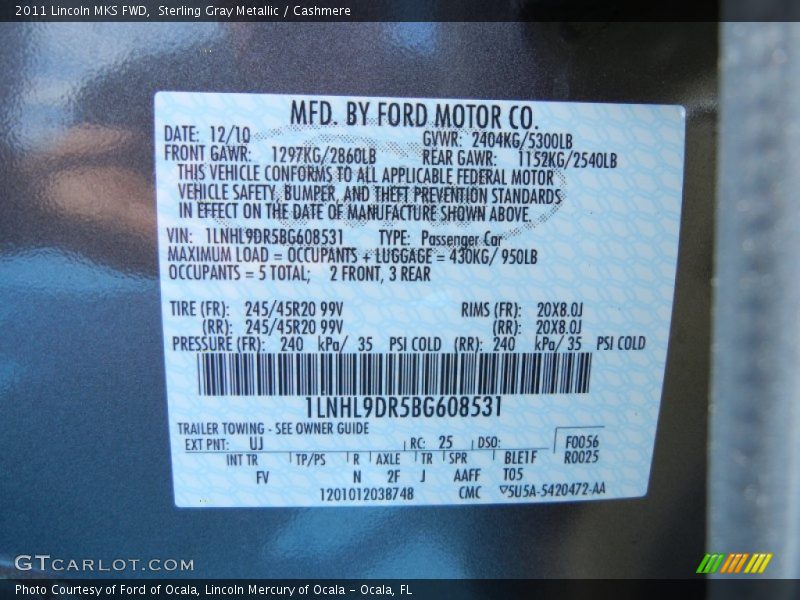 2011 Lincoln MKS FWD,  Sterling Gray Metallic / Cashmere
MFD. BY FORD MOTOR CO.
DATE: 12/10 GVWR: 2404KG/5300LB
FRONT GAWR: 1297KG/2860LB REAR GAWR: 1152KG/2540LB
THIS VEHICLE CONFORMS TO ALL APPLICABLE FEDERAL MOTOR
VEHICLE SAFETY, BUMPER, AND THEFT PREVENTION STANDARDS
IN EFFECT ON THE DATE OF MANUFACTURE SHOWN ABOVE.
VIN: 1LNHL9DR5BG608531 TYPE: Passenger Car
MAXIMUM LOAD = OCCUPANTS + LUGGAGE = 430KG/ 950LB
OCCUPANTS = 5 TOTAL; 2 FRONT, 3 REAR
TIRE (FR): 245/45R20 99V RIMS (FR): 20X8.0J
(RR): 245/45R20 99V (RR): 20X8.0J
PRESSURE (FR): 240 kPa/ 35 PSI COLD (RR): 240 kPa/ 35 PSI COLD
1LNHL9DR5BG608531
TRAILER TOWING - SEE OWNER GUIDE
EXT PNT: UJ RC: 25 DSO: F0056
INT TR TP/PS R AXLE TR SPR BLE1F R0025
FV N 2F J AAFF T05
1201012038748 CMC 5U5A-5420472-AA
GTCARLOT.COM
Photo Courtesy of Ford of Ocala, Lincoln Mercury of Ocala – Ocala, FL